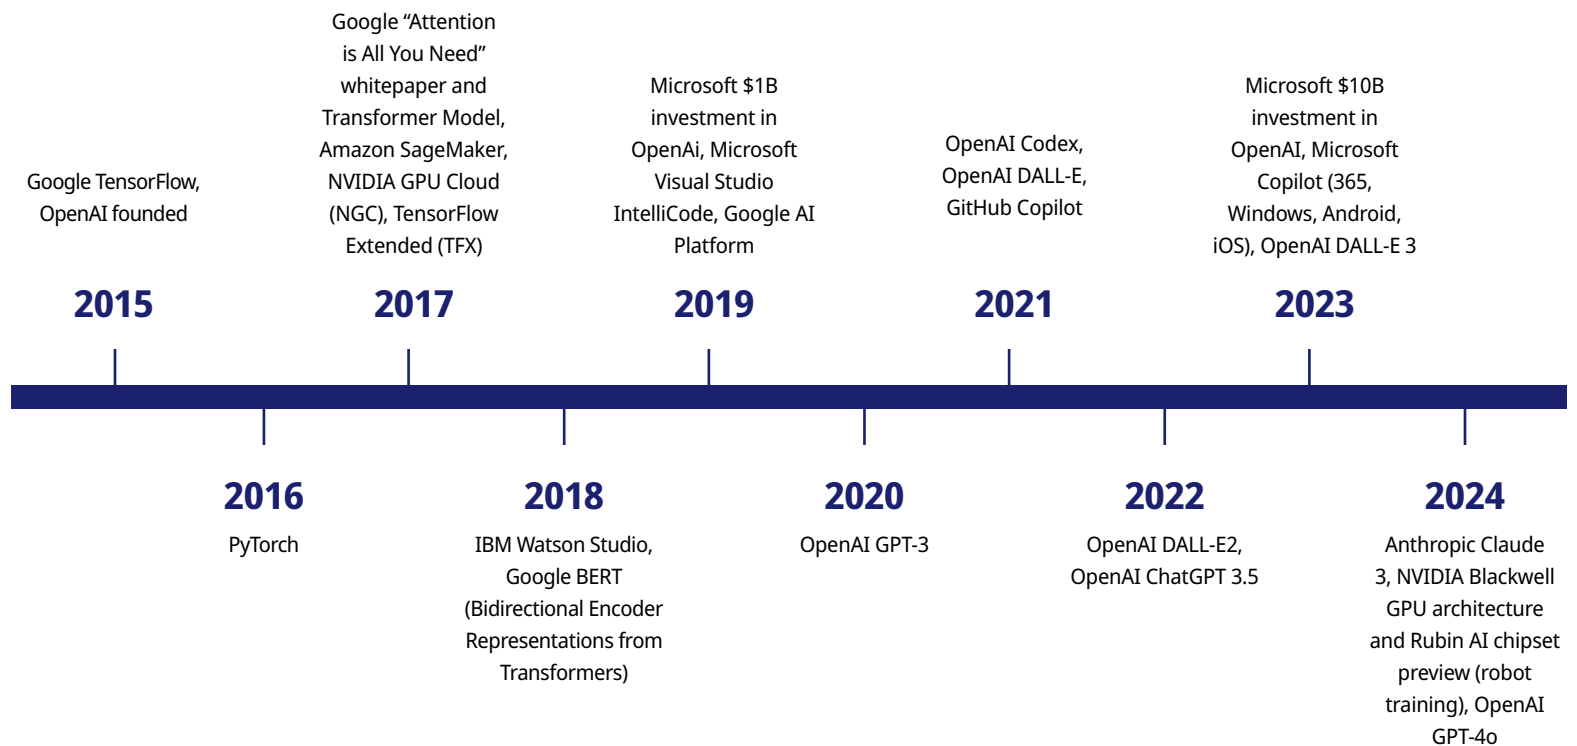 Google TensorFlow,
OpenAI founded
2015
Google “Attention
is All You Need”
whitepaper and
Transformer Model,
Amazon SageMaker,
NVIDIA GPU Cloud
(NGC), TensorFlow
Extended (TFX)
2017
Microsoft $1B
investment in
OpenAi, Microsoft
Visual Studio
IntelliCode, Google AI
Platform
2019
OpenAI Codex,
OpenAI DALL-E,
GitHub Copilot
2021
Microsoft $10B
investment in
OpenAI, Microsoft
Copilot (365,
Windows, Android,
iOS), OpenAI DALL-E 3
2023
2016
PyTorch
2018
IBM Watson Studio,
Google BERT
(Bidirectional Encoder
Representations from
Transformers)
2020
OpenAI GPT-3
2022
OpenAI DALL-E2,
OpenAI ChatGPT 3.5
2024
Anthropic Claude
3, NVIDIA Blackwell
GPU architecture
and Rubin AI chipset
preview (robot
training), OpenAI
GPT-4o